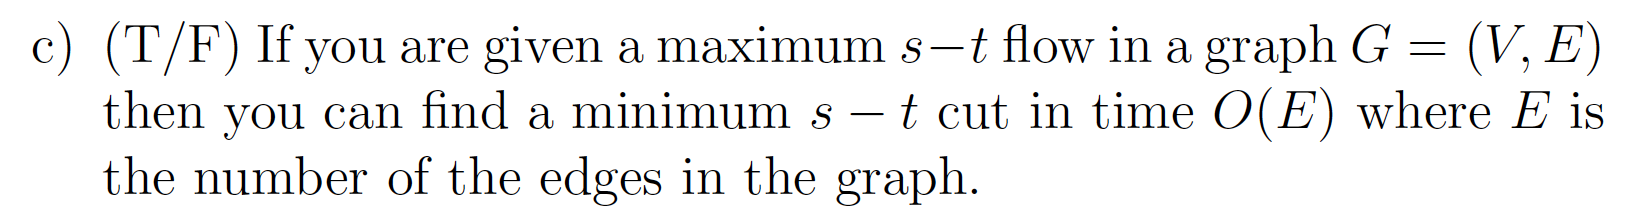 c) (T/F) If you are given a maximum s−t flow in a graph G = (V, E)
then you can find a minimum s − t cut in time O(E) where E is
the number of the edges in the graph.